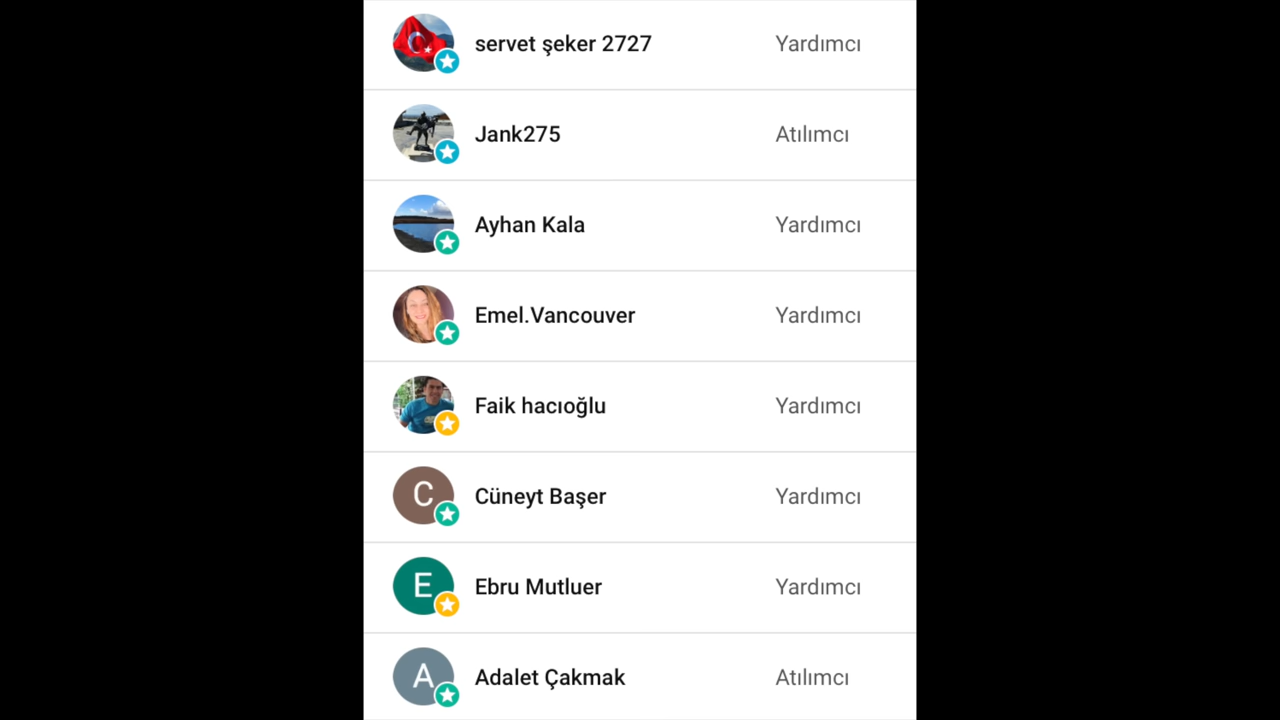 servet şeker 2727 Yardımcı
Jank275 Atılımcı
Ayhan Kala Yardımcı
Emel.Vancouver Yardımcı
Faik hacıoğlu Yardımcı
C Cüneyt Başer Yardımcı
E Ebru Mutluer Yardımcı
A Adalet Çakmak Atılımcı